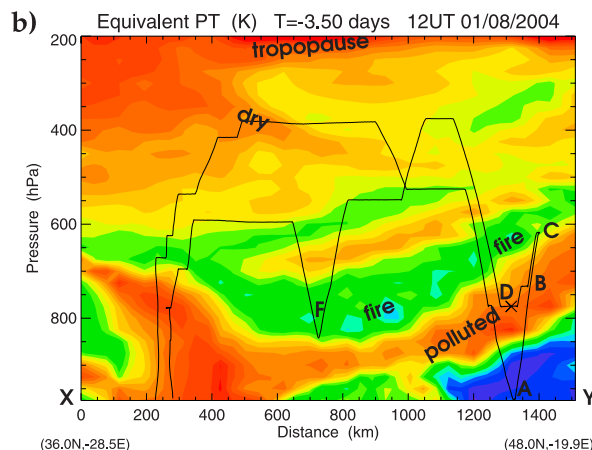 b) Equivalent PT (K) T=-3.50 days 12UT 01/08/2004
200
400
600
800
Pressure (hPa)
tropopause
dry
fire
C
D
B
F
fire
polluted
A
X
Y
0 200 400 600 800 1000 1200 1400
Distance (km)
(36.0N,-28.5E) (48.0N,-19.9E)